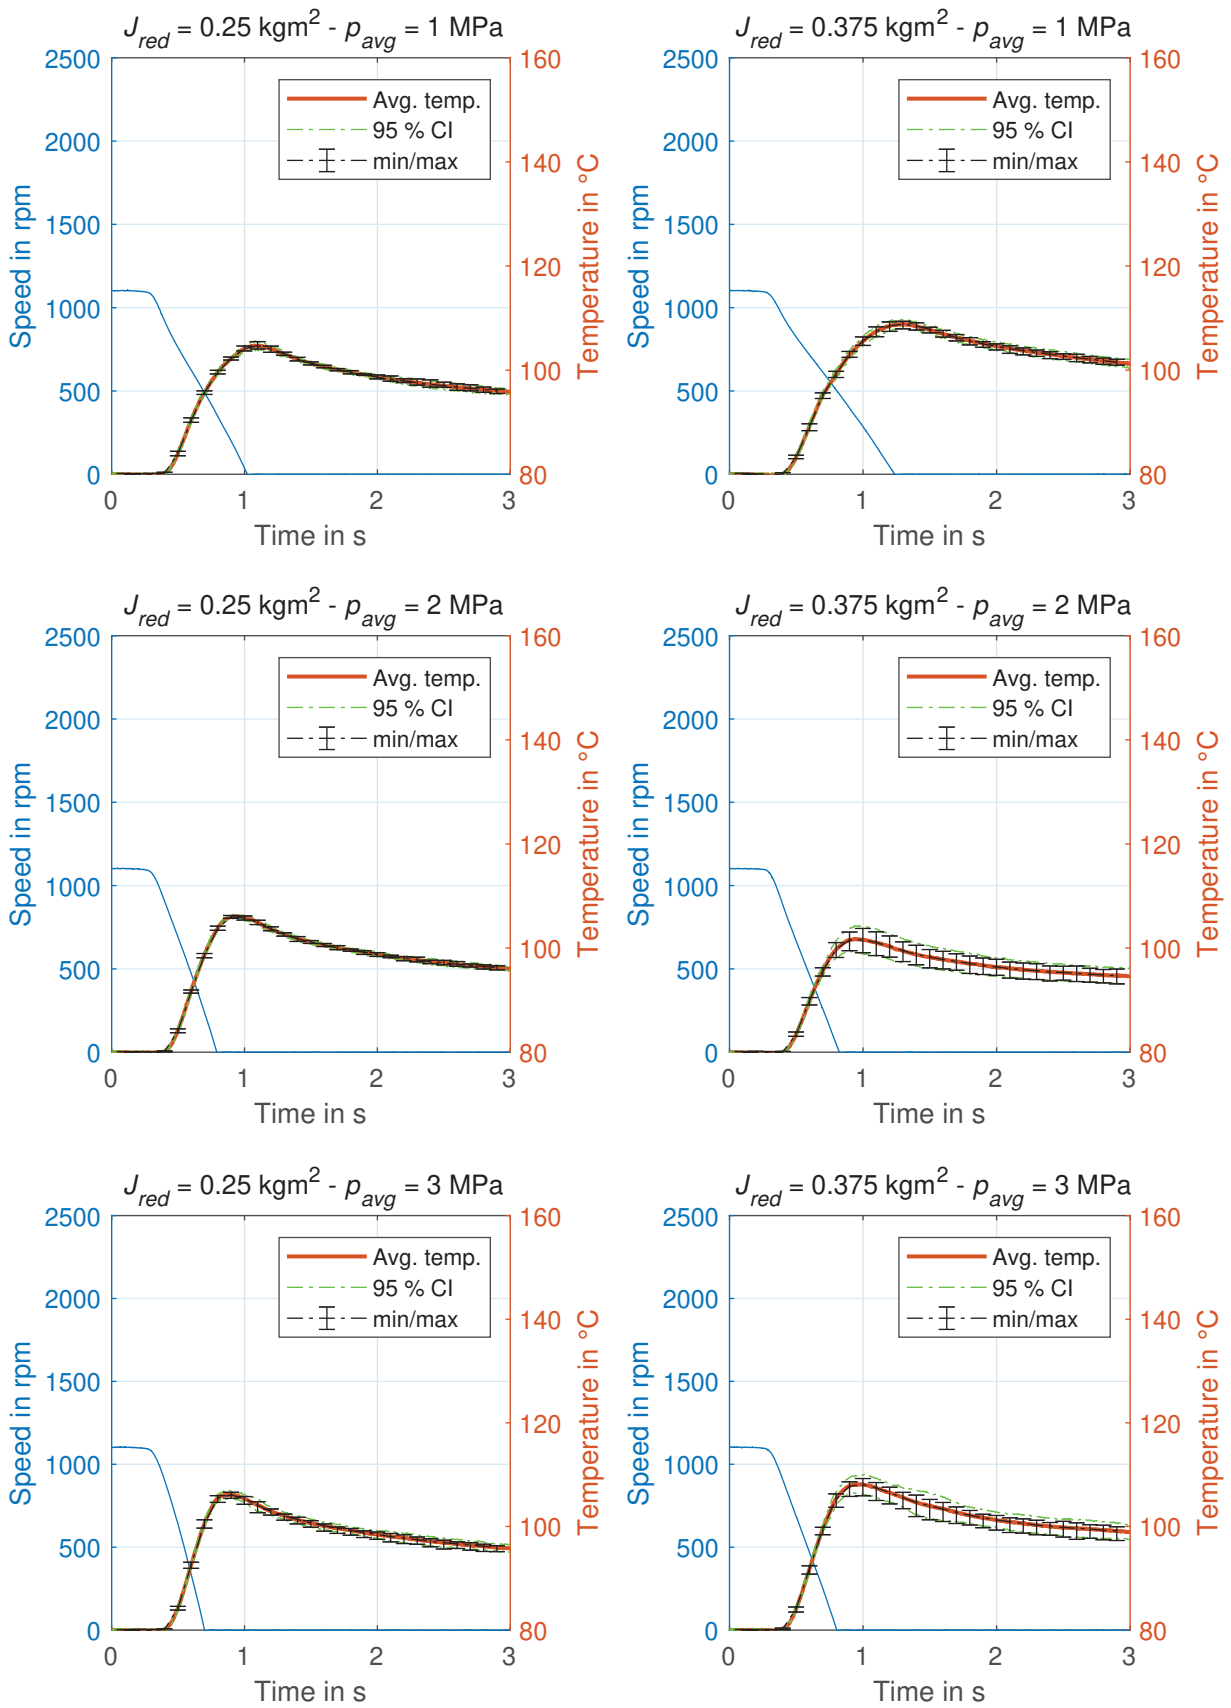 J_red = 0.25 kgm² - p_avg = 1 MPa
2500
2000
1500
1000
500
0
Speed in rpm
160
140
120
100
80
Temperature in °C
Avg. temp.
95 % CI
min/max
0 1 2 3
Time in s
J_red = 0.375 kgm² - p_avg = 1 MPa
2500
2000
1500
1000
500
0
Speed in rpm
160
140
120
100
80
Temperature in °C
Avg. temp.
95 % CI
min/max
0 1 2 3
Time in s
J_red = 0.25 kgm² - p_avg = 2 MPa
2500
2000
1500
1000
500
0
Speed in rpm
160
140
120
100
80
Temperature in °C
Avg. temp.
95 % CI
min/max
0 1 2 3
Time in s
J_red = 0.375 kgm² - p_avg = 2 MPa
2500
2000
1500
1000
500
0
Speed in rpm
160
140
120
100
80
Temperature in °C
Avg. temp.
95 % CI
min/max
0 1 2 3
Time in s
J_red = 0.25 kgm² - p_avg = 3 MPa
2500
2000
1500
1000
500
0
Speed in rpm
160
140
120
100
80
Temperature in °C
Avg. temp.
95 % CI
min/max
0 1 2 3
Time in s
J_red = 0.375 kgm² - p_avg = 3 MPa
2500
2000
1500
1000
500
0
Speed in rpm
160
140
120
100
80
Temperature in °C
Avg. temp.
95 % CI
min/max
0 1 2 3
Time in s